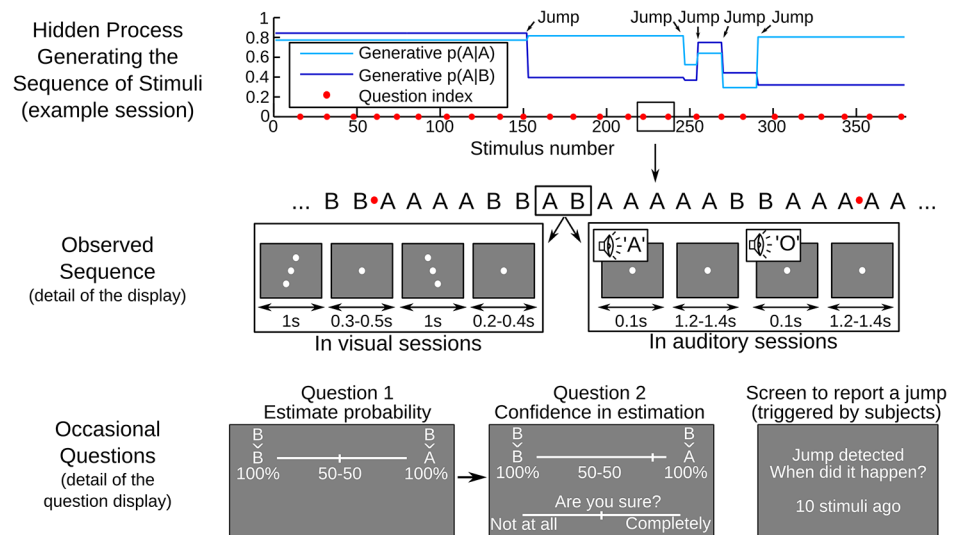 Hidden Process
Generating the
Sequence of Stimuli
(example session)
1
0.8
0.6
0.4
0.2
0
Jump
Jump Jump Jump Jump
Generative p(A|A)
Generative p(A|B)
Question index
0 50 100 150 200 250 300 350
Stimulus number
... B B A A A A B B A B A A A A A B B A A A A A ...
Observed
Sequence
(detail of the display)
'A'
'O'
1s 0.3-0.5s 1s 0.2-0.4s
0.1s 1.2-1.4s 0.1s 1.2-1.4s
In visual sessions
In auditory sessions
Occasional
Questions
(detail of the
question display)
Question 1
Estimate probability
B
B
100%
50-50
B
A
100%
Question 2
Confidence in estimation
B
B
100%
50-50
B
A
100%
Are you sure?
Not at all Completely
Screen to report a jump
(triggered by subjects)
Jump detected
When did it happen?
10 stimuli ago